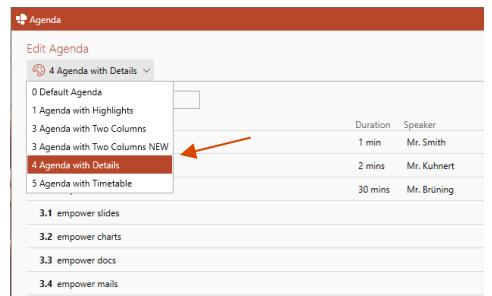 Agenda
Edit Agenda
4 Agenda with Details
0 Default Agenda
1 Agenda with Highlights
3 Agenda with Two Columns
Duration Speaker
3 Agenda with Two Columns NEW
1 min Mr. Smith
4 Agenda with Details
2 mins Mr. Kuhnert
5 Agenda with Timetable
30 mins Mr. Brüning
3.1 empower slides
3.2 empower charts
3.3 empower docs
3.4 empower mails